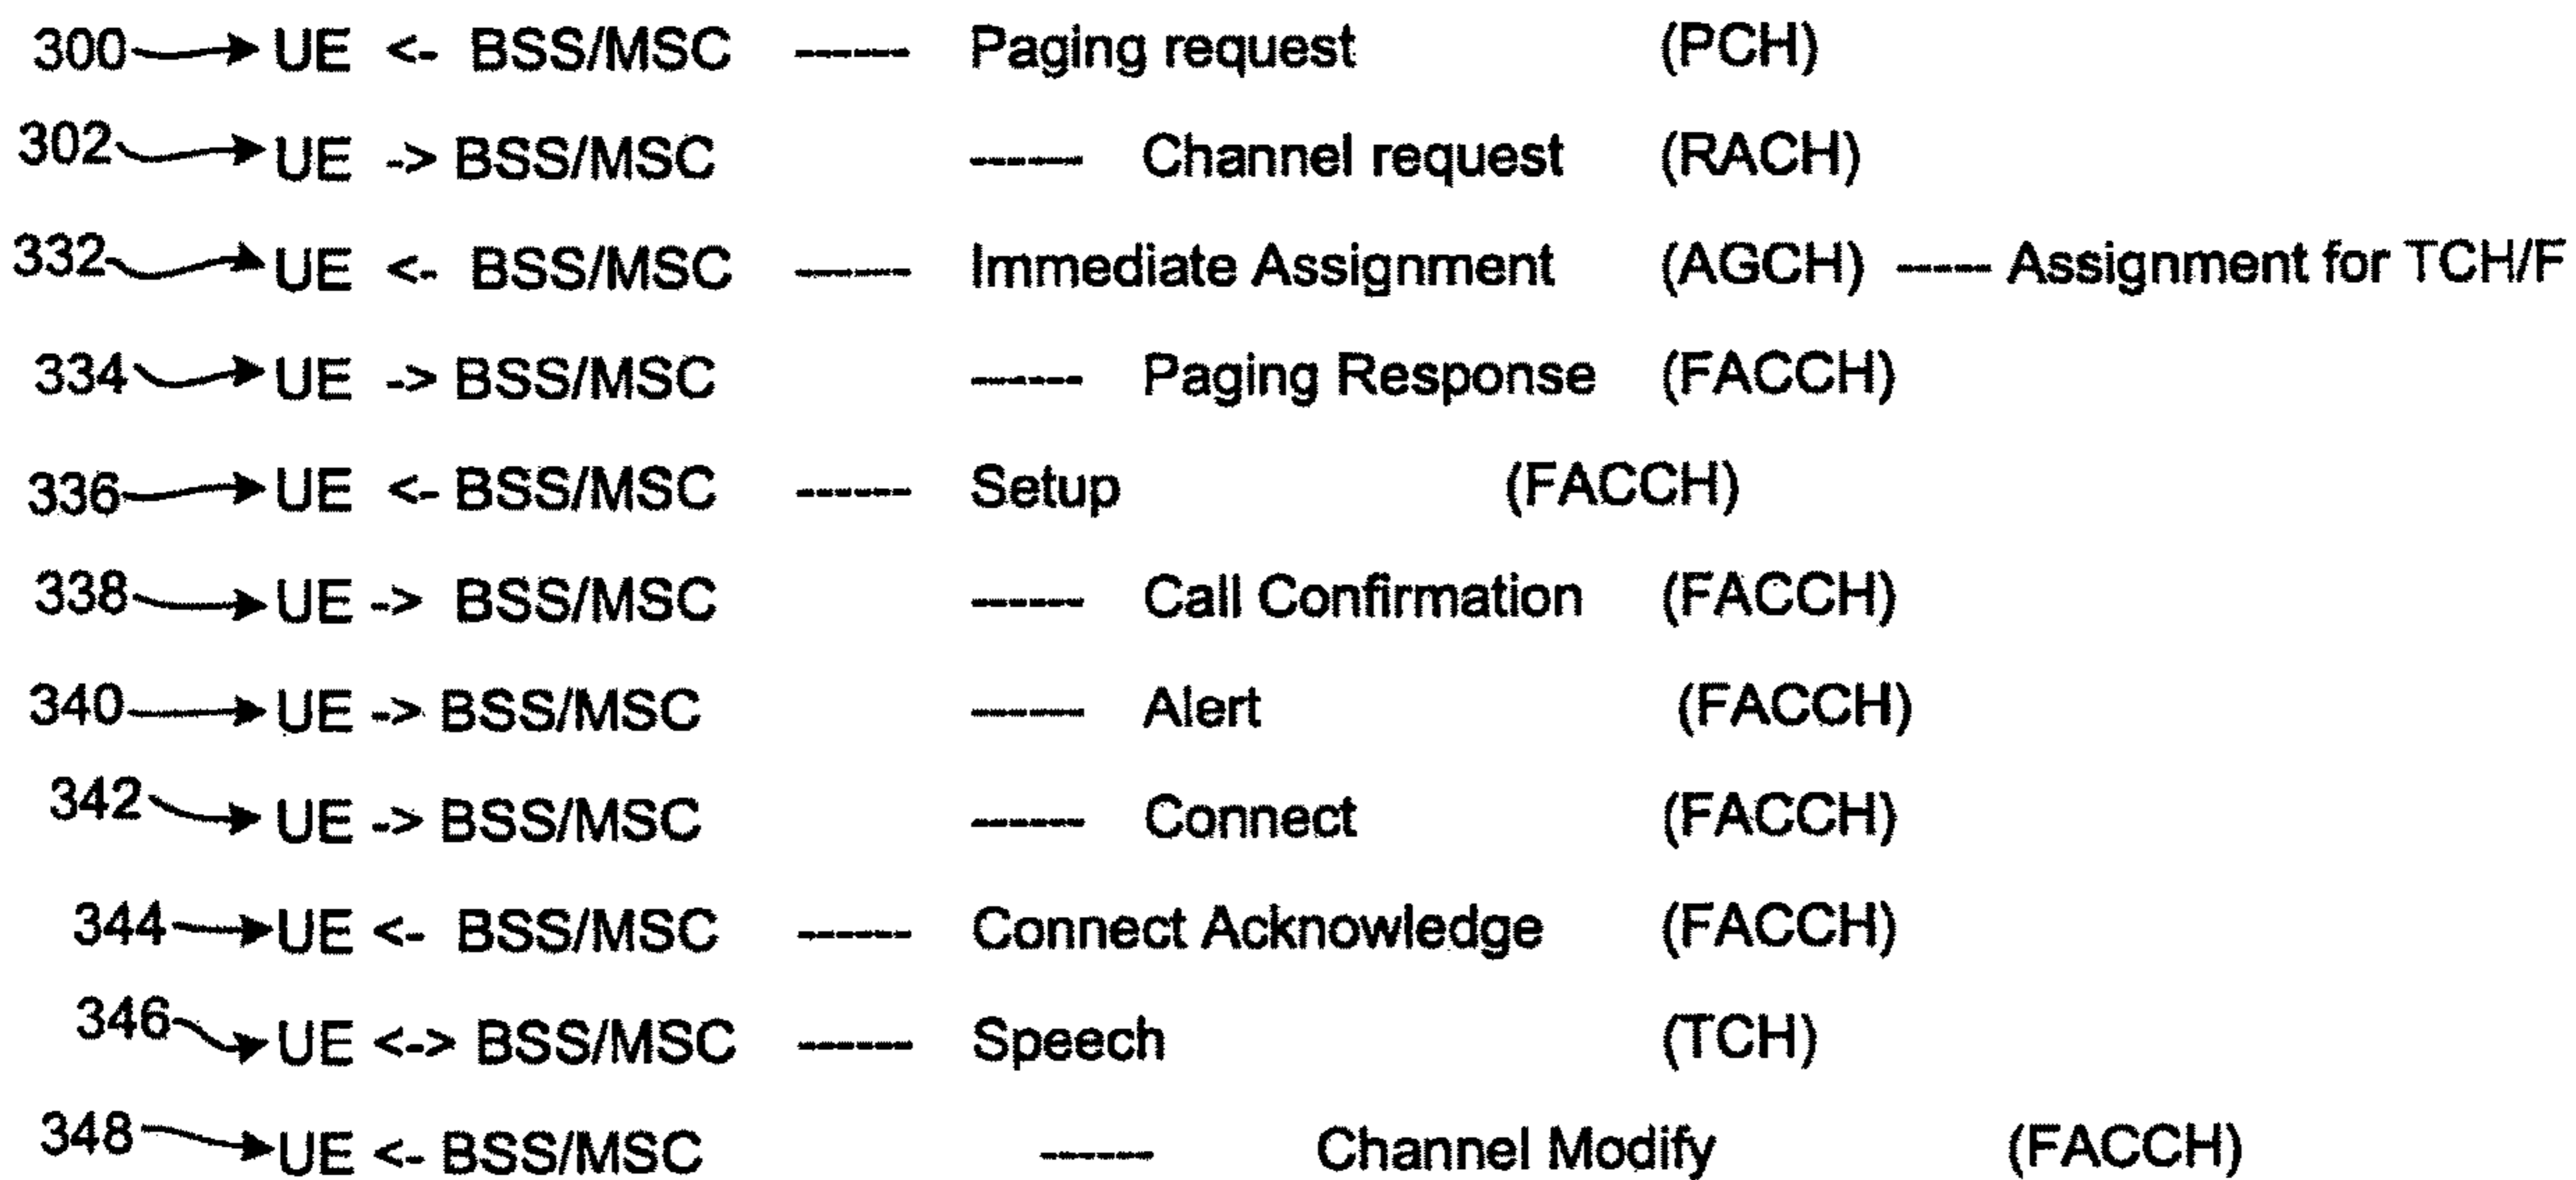 300 UE <- BSS/MSC ----- Paging request (PCH)
302 UE -> BSS/MSC ----- Channel request (RACH)
332 UE <- BSS/MSC ----- Immediate Assignment (AGCH) ----- Assignment for TCH/F
334 UE -> BSS/MSC ----- Paging Response (FACCH)
336 UE <- BSS/MSC ----- Setup (FACCH)
338 UE -> BSS/MSC ----- Call Confirmation (FACCH)
340 UE -> BSS/MSC ----- Alert (FACCH)
342 UE -> BSS/MSC ----- Connect (FACCH)
344 UE <- BSS/MSC ----- Connect Acknowledge (FACCH)
346 UE <-> BSS/MSC ----- Speech (TCH)
348 UE <- BSS/MSC ----- Channel Modify (FACCH)